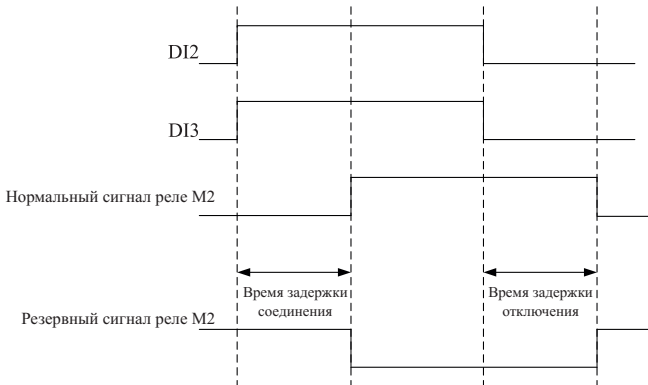 DI2
DI3
Нормальный сигнал реле M2
Время задержки
соединения
Время задержки
отключения
Резервный сигнал реле M2